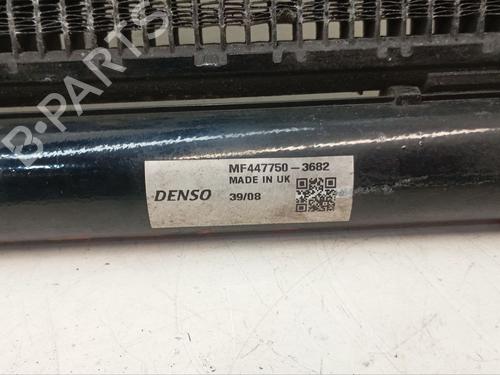 B-PARTS
MF447750-3682
MADE IN UK
DENSO
39/08